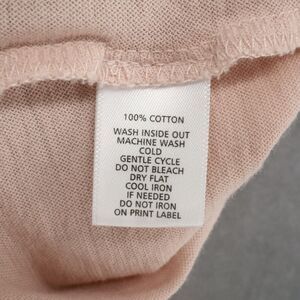 100% COTTON
WASH INSIDE OUT
MACHINE WASH
COLD
GENTLE CYCLE
DO NOT BLEACH
DRY FLAT
COOL IRON
IF NEEDED
DO NOT IRON
ON PRINT LABEL